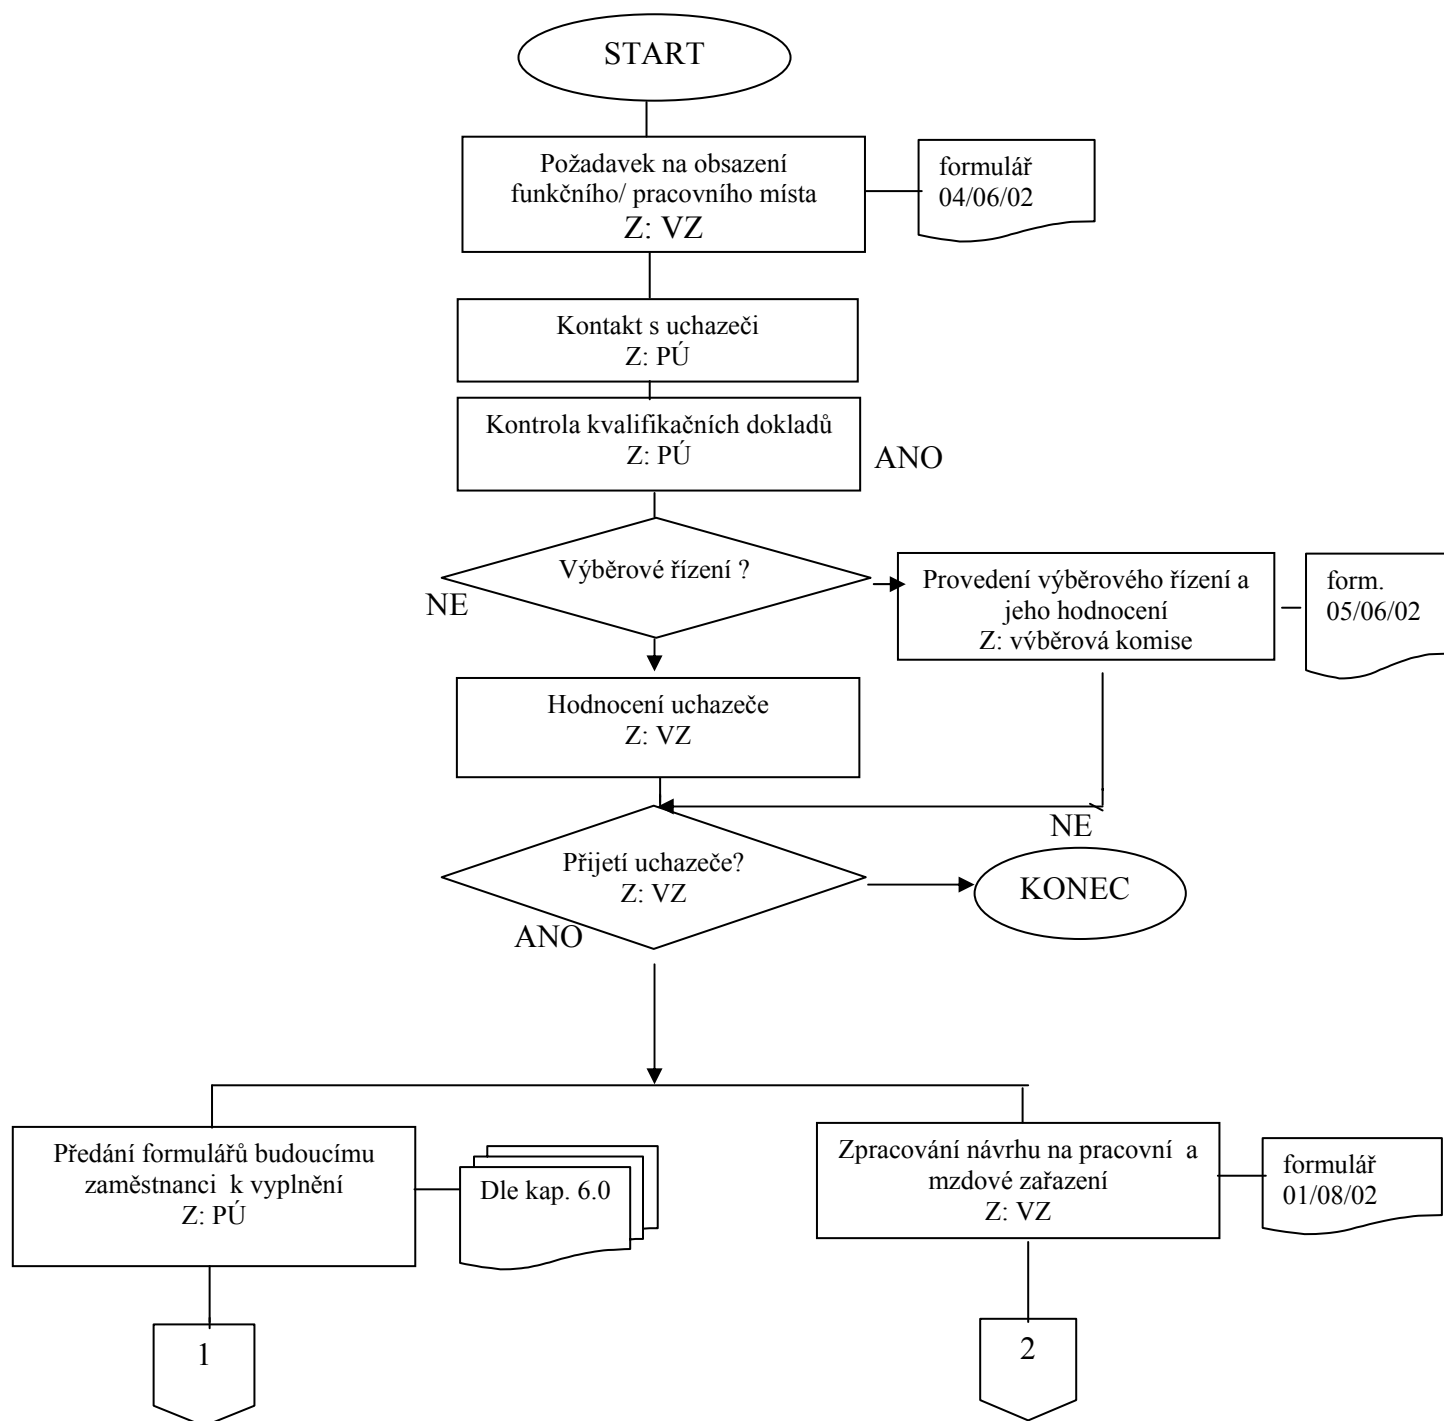 START
Požadavek na obsazení
funkčního/ pracovního místa
Z: VZ
formulář
04/06/02
Kontakt s uchazeči
Z: PÚ
Kontrola kvalifikačních dokladů
Z: PÚ
ANO
Výběrové řízení ?
NE
Provedení výběrového řízení a
jeho hodnocení
Z: výběrová komise
form.
05/06/02
Hodnocení uchazeče
Z: VZ
NE
Přijetí uchazeče?
Z: VZ
KONEC
ANO
Předání formulářů budoucímu
zaměstnanci  k vyplnění
Z: PÚ
Dle kap. 6.0
Zpracování návrhu na pracovní  a
mzdové zařazení
Z: VZ
formulář
01/08/02
1
2